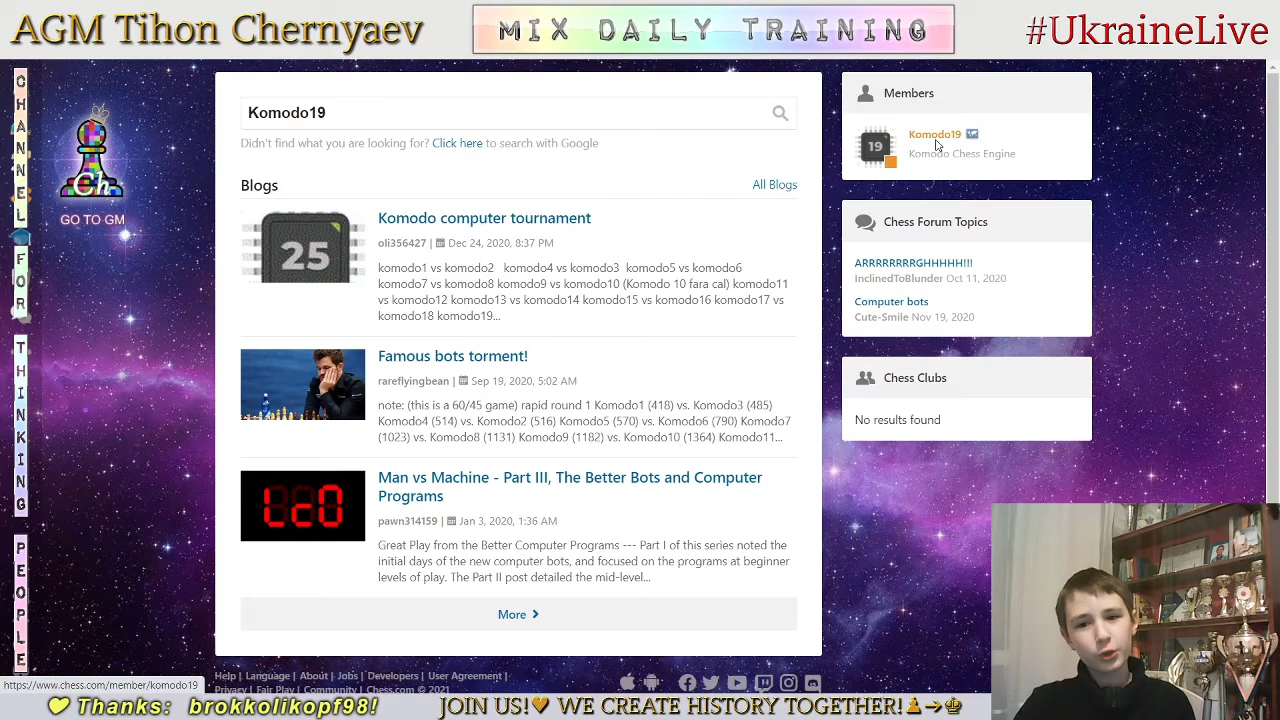 AGM Tihon Chernyaev
MIX DAILY TRAINING
#UkraineLive
CHANNEL FOR THINKING PEOPLE
Ch
GO TO GM
Komodo19
Didn't find what you are looking for? Click here to search with Google
Blogs
All Blogs
25
Komodo computer tournament
oli356427 | Dec 24, 2020, 8:37 PM
komodo1 vs komodo2 komodo4 vs komodo3 komodo5 vs komodo6
komodo7 vs komodo8 komodo9 vs komodo10 (Komodo 10 fara cal) komodo11
vs komodo12 komodo13 vs komodo14 komodo15 vs komodo16 komodo17 vs
komodo18 komodo19...
Famous bots torment!
rareflyingbean | Sep 19, 2020, 5:02 AM
note: (this is a 60/45 game) rapid round 1 Komodo1 (418) vs. Komodo3 (485)
Komodo4 (514) vs. Komodo2 (516) Komodo5 (570) vs. Komodo6 (790) Komodo7
(1023) vs. Komodo8 (1131) Komodo9 (1182) vs. Komodo10 (1364) Komodo11...
Lc0
Man vs Machine - Part III, The Better Bots and Computer
Programs
pawn314159 | Jan 3, 2020, 1:36 AM
Great Play from the Better Computer Programs --- Part I of this series noted the
initial days of the new computer bots, and focused on the programs at beginner
levels of play. The Part II post detailed the mid-level...
More
Members
19
Komodo19
Komodo Chess Engine
Chess Forum Topics
ARRRRRRRGHHHHH!!!
InclinedToBlunder Oct 11, 2020
Computer bots
Cute-Smile Nov 19, 2020
Chess Clubs
No results found
Help | Language | About | Jobs | Developers | User Agreement |
Privacy | Fair Play | Community | Chess.com © 2021
https://www.chess.com/member/komodo19
Thanks: brokkolikopf98!
JOIN US! WE CREATE HISTORY TOGETHER!